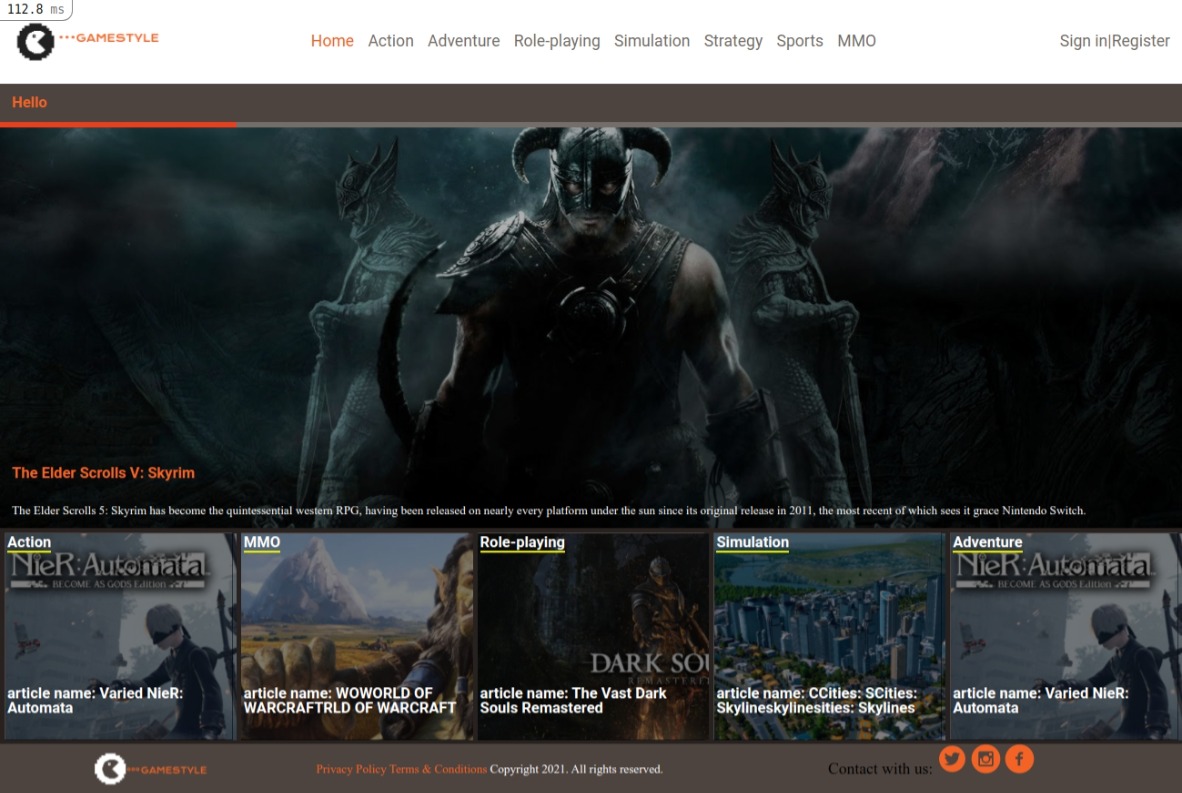 112.8 ms
GAMESTYLE
Home Action Adventure Role-playing Simulation Strategy Sports MMO
Sign in|Register
Hello
The Elder Scrolls V: Skyrim
The Elder Scrolls 5: Skyrim has become the quintessential western RPG, having been released on nearly every platform under the sun since its original release in 2011, the most recent of which sees it grace Nintendo Switch.
Action
NieR:Automata
BECOME AS GODS Edition
article name: Varied NieR:
Automata
MMO
article name: WOWORLD OF
WARCRAFTRLD OF WARCRAFT
Role-playing
DARK SOU
REMASTERE
article name: The Vast Dark
Souls Remastered
Simulation
article name: CCities: SCities:
Skylineskylinesities: Skylines
Adventure
NieR:Automata
BECOME AS GODS Edition
article name: Varied NieR:
Automata
GAMESTYLE
Privacy Policy Terms & Conditions Copyright 2021. All rights reserved.
Contact with us: